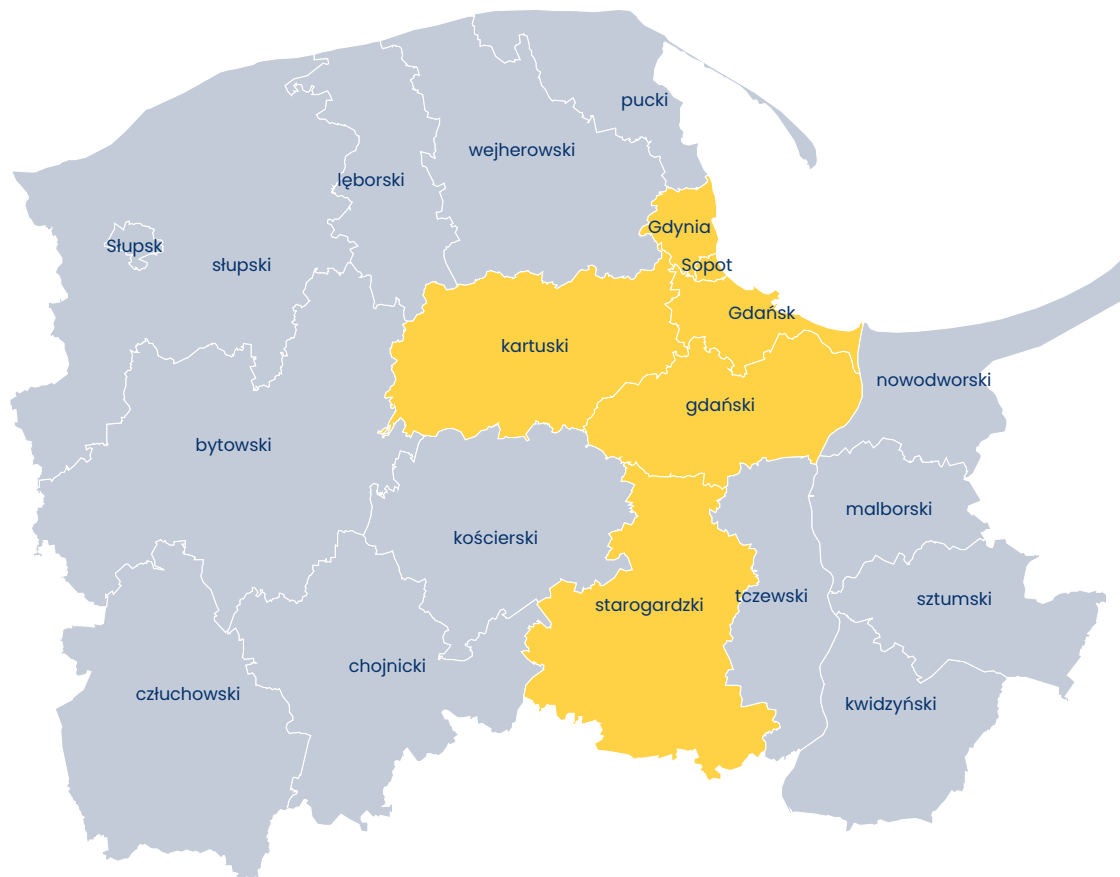 pucki
wejherowski
lęborski
Gdynia
Słupsk
słupski
Sopot
Gdańsk
kartuski
nowodworski
gdański
bytowski
malborski
kościerski
tczewski
sztumski
starogardzki
chojnicki
człuchowski
kwidzyński